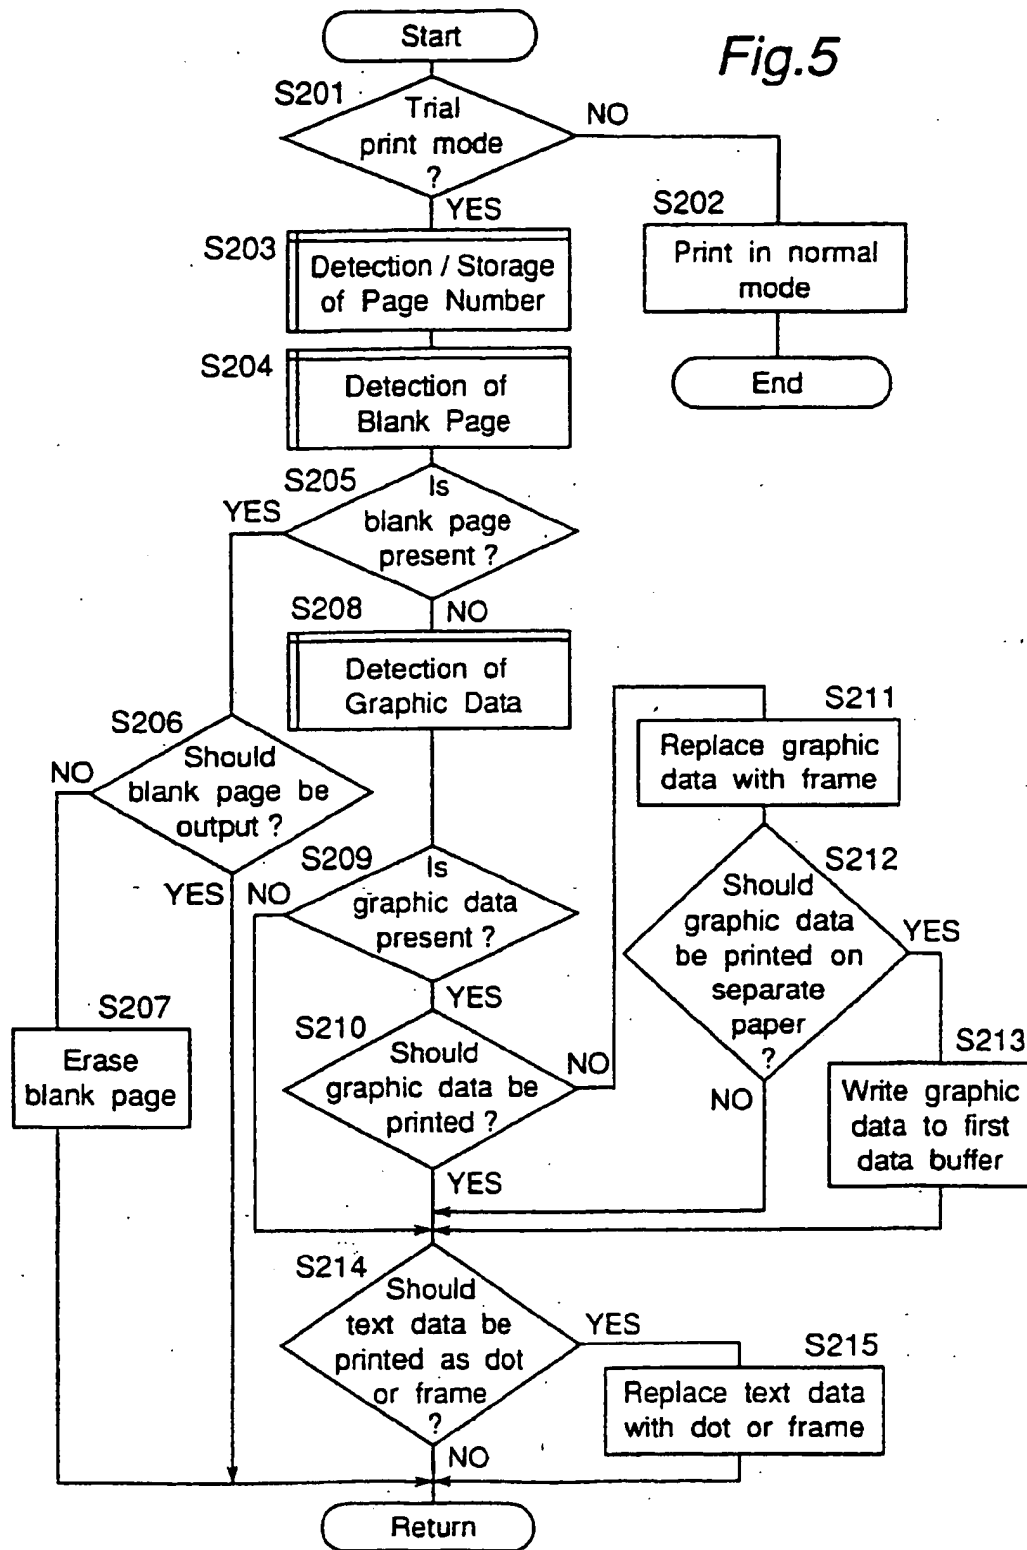 Fig.5
Start
S201
Trial
print mode
?
NO
YES
S202
Print in normal
mode
End
S203
Detection / Storage
of Page Number
S204
Detection of
Blank Page
S205
Is
blank page
present ?
YES
NO
S208
Detection of
Graphic Data
S206
Should
blank page be
output ?
NO
YES
S207
Erase
blank page
S209
Is
graphic data
present ?
NO
YES
S210
Should
graphic data be
printed ?
NO
YES
S211
Replace graphic
data with frame
S212
Should
graphic data
be printed on
separate
paper
?
YES
NO
S213
Write graphic
data to first
data buffer
S214
Should
text data be
printed as dot
or frame
?
YES
NO
S215
Replace text data
with dot or frame
Return